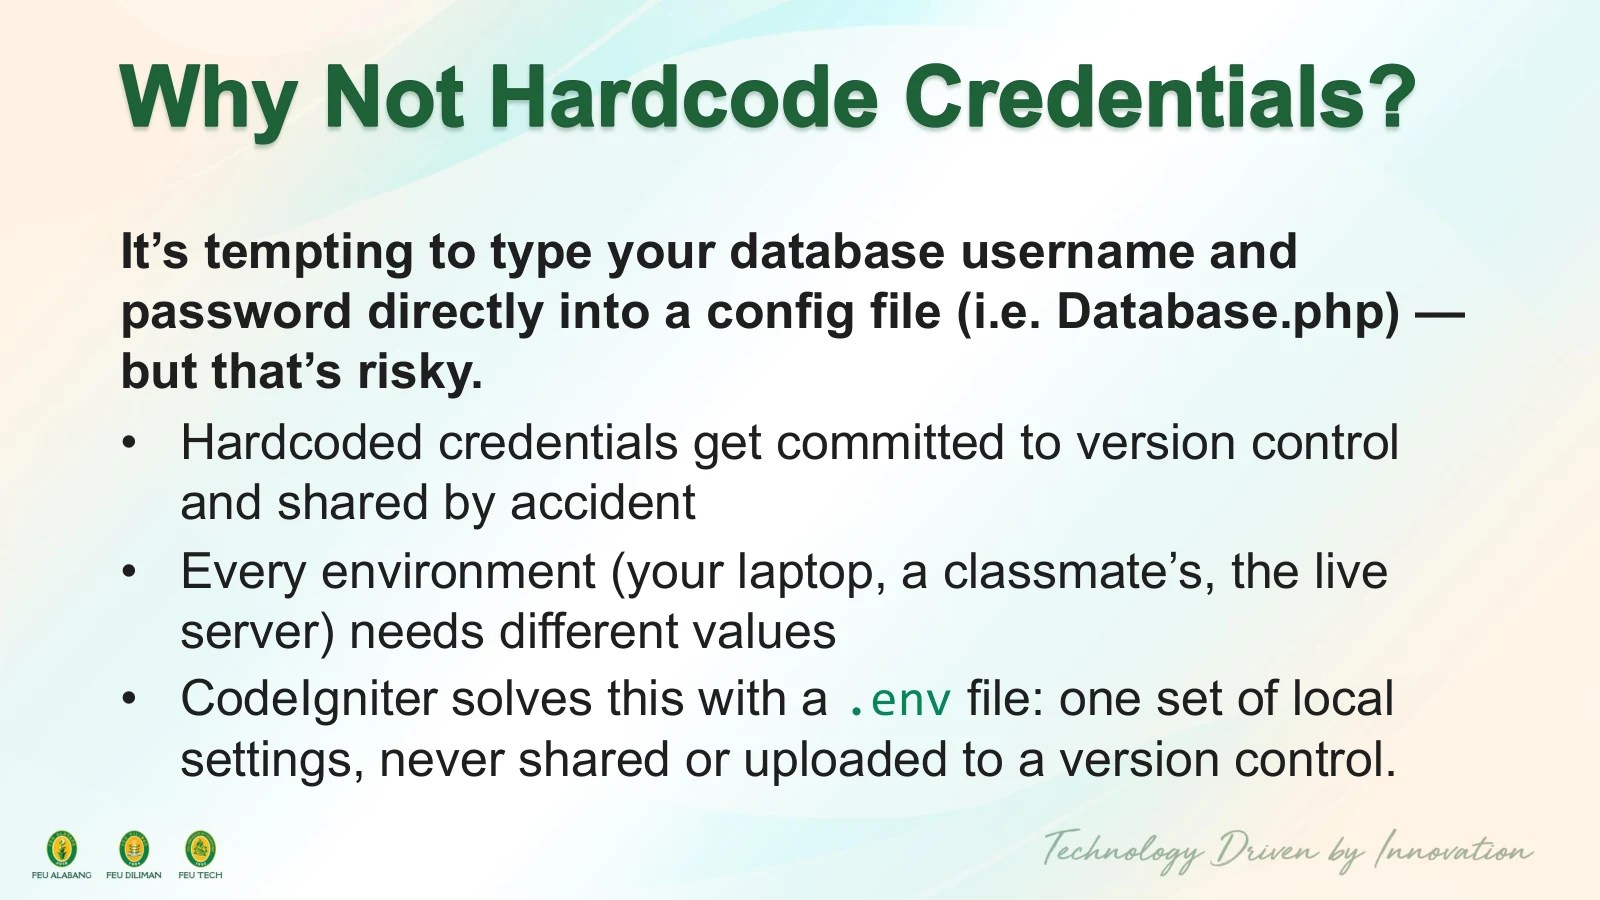 Why Not Hardcode Credentials?
It’s tempting to type your database username and
password directly into a config file (i.e. Database.php) —
but that’s risky.
• Hardcoded credentials get committed to version control
and shared by accident
• Every environment (your laptop, a classmate’s, the live
server) needs different values
• CodeIgniter solves this with a .env file: one set of local
settings, never shared or uploaded to a version control.
FEU ALABANG FEU DILIMAN FEU TECH
Technology Driven by Innovation